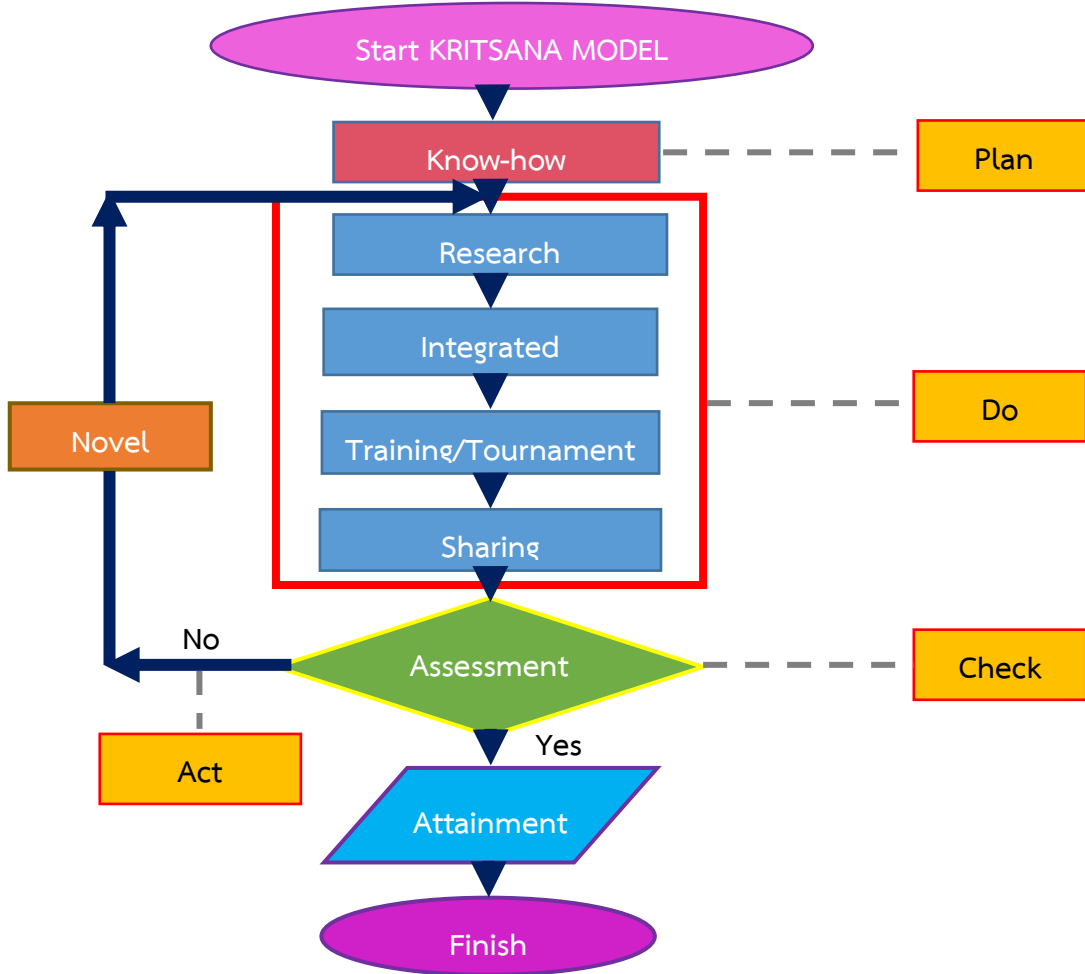 Start KRITSANA MODEL
Know-how
Plan
Research
Integrated
Do
Novel
Training/Tournament
Sharing
No
Assessment
Check
Yes
Act
Attainment
Finish